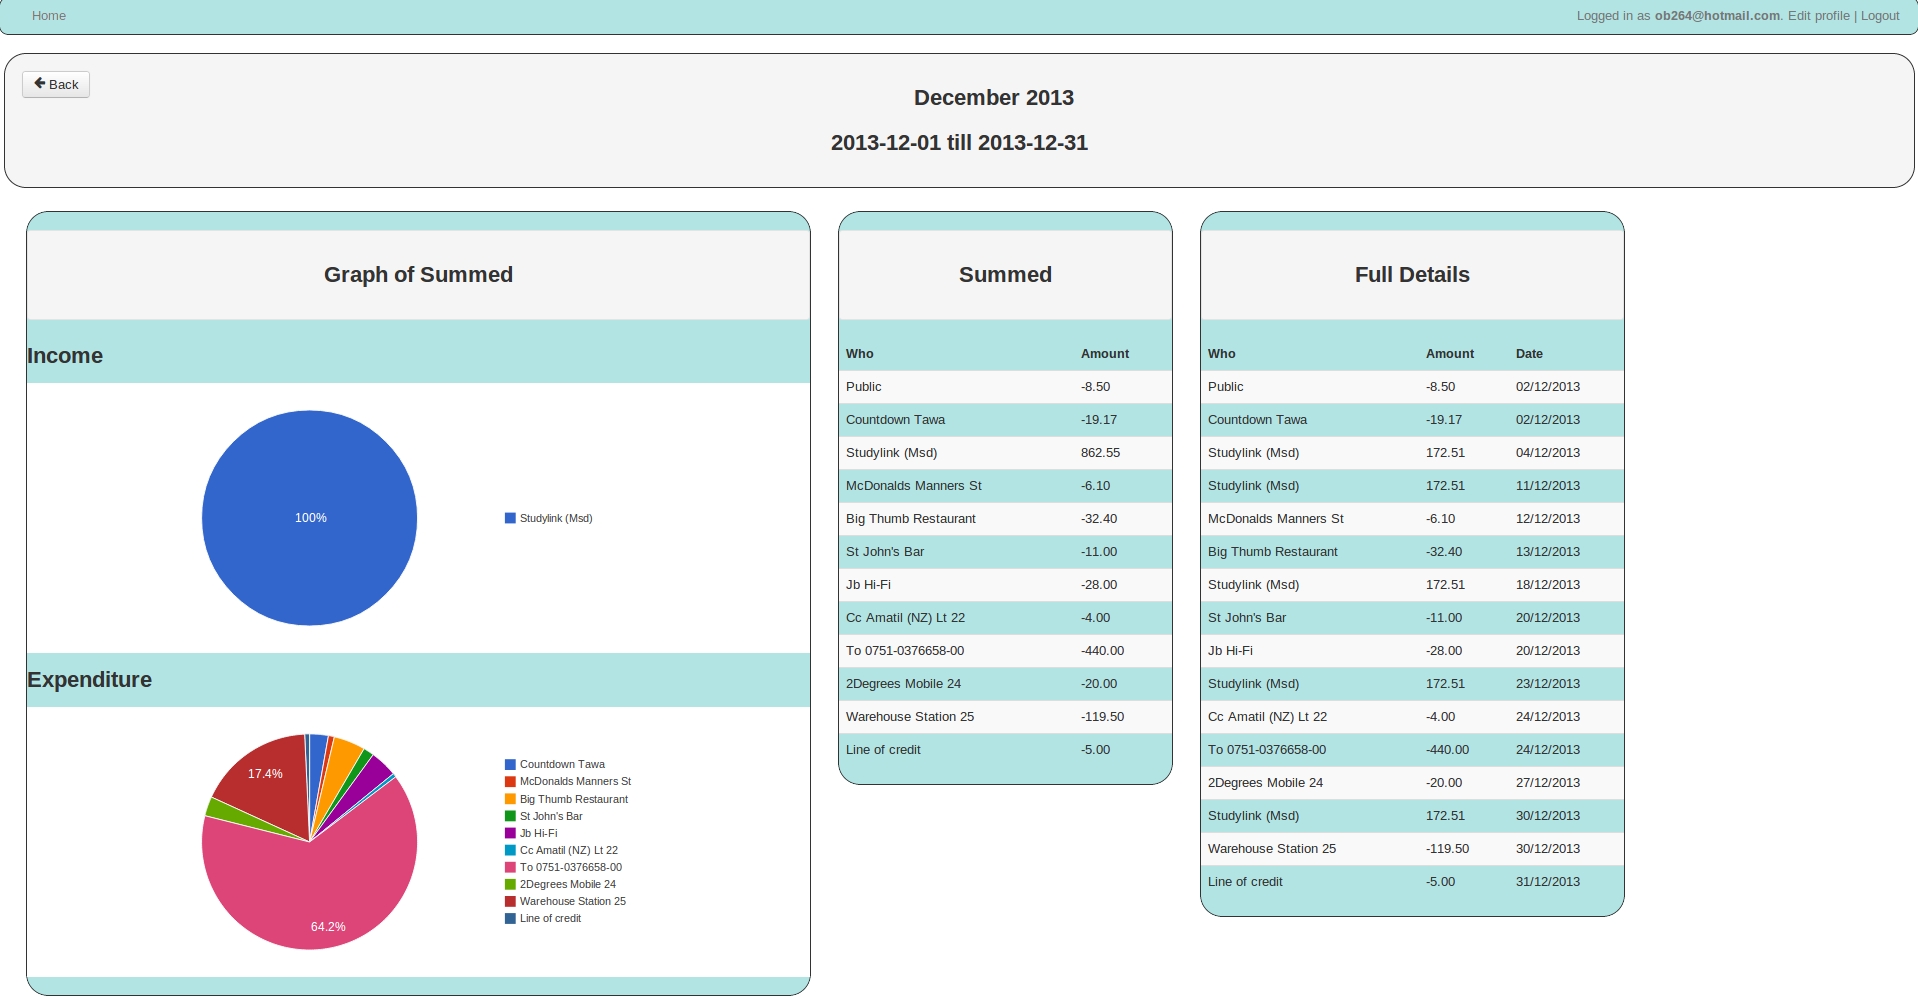 Home
Logged in as ob264@hotmail.com. Edit profile | Logout
Back
December 2013
2013-12-01 till 2013-12-31
Graph of Summed
Income
100%
Studylink (Msd)
Expenditure
17.4%
64.2%
Countdown Tawa
McDonalds Manners St
Big Thumb Restaurant
St John's Bar
Jb Hi-Fi
Cc Amatil (NZ) Lt 22
To 0751-0376658-00
2Degrees Mobile 24
Warehouse Station 25
Line of credit
Summed
Who Amount
Public -8.50
Countdown Tawa -19.17
Studylink (Msd) 862.55
McDonalds Manners St -6.10
Big Thumb Restaurant -32.40
St John's Bar -11.00
Jb Hi-Fi -28.00
Cc Amatil (NZ) Lt 22 -4.00
To 0751-0376658-00 -440.00
2Degrees Mobile 24 -20.00
Warehouse Station 25 -119.50
Line of credit -5.00
Full Details
Who Amount Date
Public -8.50 02/12/2013
Countdown Tawa -19.17 02/12/2013
Studylink (Msd) 172.51 04/12/2013
Studylink (Msd) 172.51 11/12/2013
McDonalds Manners St -6.10 12/12/2013
Big Thumb Restaurant -32.40 13/12/2013
Studylink (Msd) 172.51 18/12/2013
St John's Bar -11.00 20/12/2013
Jb Hi-Fi -28.00 20/12/2013
Studylink (Msd) 172.51 23/12/2013
Cc Amatil (NZ) Lt 22 -4.00 24/12/2013
To 0751-0376658-00 -440.00 24/12/2013
2Degrees Mobile 24 -20.00 27/12/2013
Studylink (Msd) 172.51 30/12/2013
Warehouse Station 25 -119.50 30/12/2013
Line of credit -5.00 31/12/2013